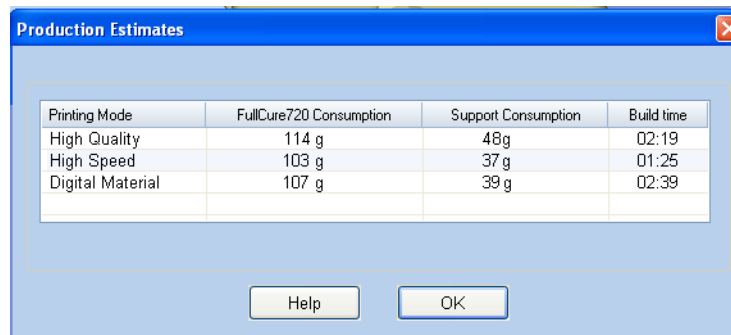 Production Estimates
Printing Mode FullCure720 Consumption Support Consumption Build time
High Quality 114 g 48g 02:19
High Speed 103 g 37g 01:25
Digital Material 107 g 39 g 02:39
Help OK